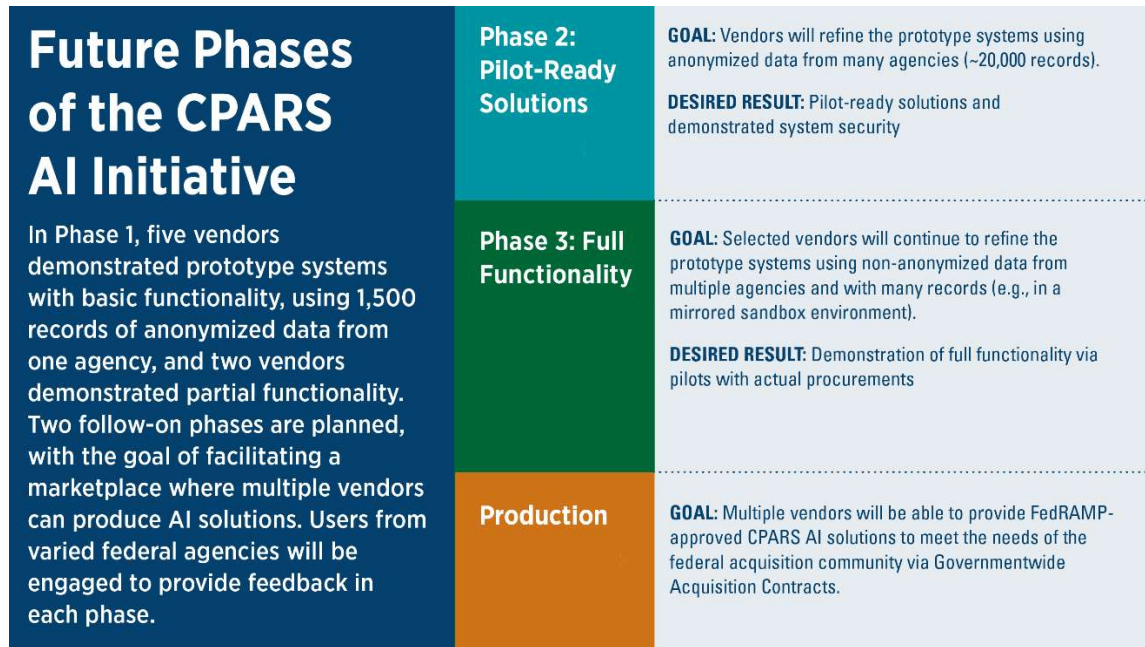 Future Phases
of the CPARS
AI Initiative
In Phase 1, five vendors
demonstrated prototype systems
with basic functionality, using 1,500
records of anonymized data from
one agency, and two vendors
demonstrated partial functionality.
Two follow-on phases are planned,
with the goal of facilitating a
marketplace where multiple vendors
can produce AI solutions. Users from
varied federal agencies will be
engaged to provide feedback in
each phase.
Phase 2:
Pilot-Ready
Solutions
GOAL: Vendors will refine the prototype systems using
anonymized data from many agencies (~20,000 records).
DESIRED RESULT: Pilot-ready solutions and
demonstrated system security
Phase 3: Full
Functionality
GOAL: Selected vendors will continue to refine the
prototype systems using non-anonymized data from
multiple agencies and with many records (e.g., in a
mirrored sandbox environment).
DESIRED RESULT: Demonstration of full functionality via
pilots with actual procurements
Production
GOAL: Multiple vendors will be able to provide FedRAMP-
approved CPARS AI solutions to meet the needs of the
federal acquisition community via Governmentwide
Acquisition Contracts.